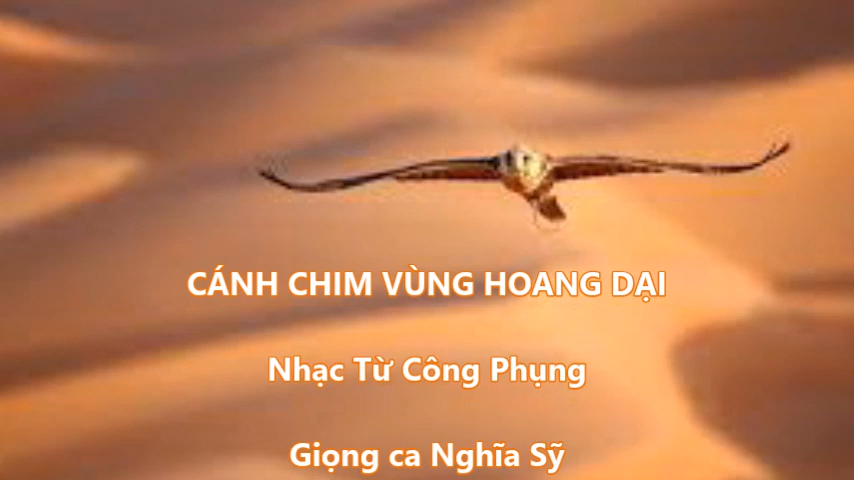 CÁNH CHIM VÙNG HOANG DẠI
Nhạc Từ Công Phụng
Giọng ca Nghĩa Sỹ